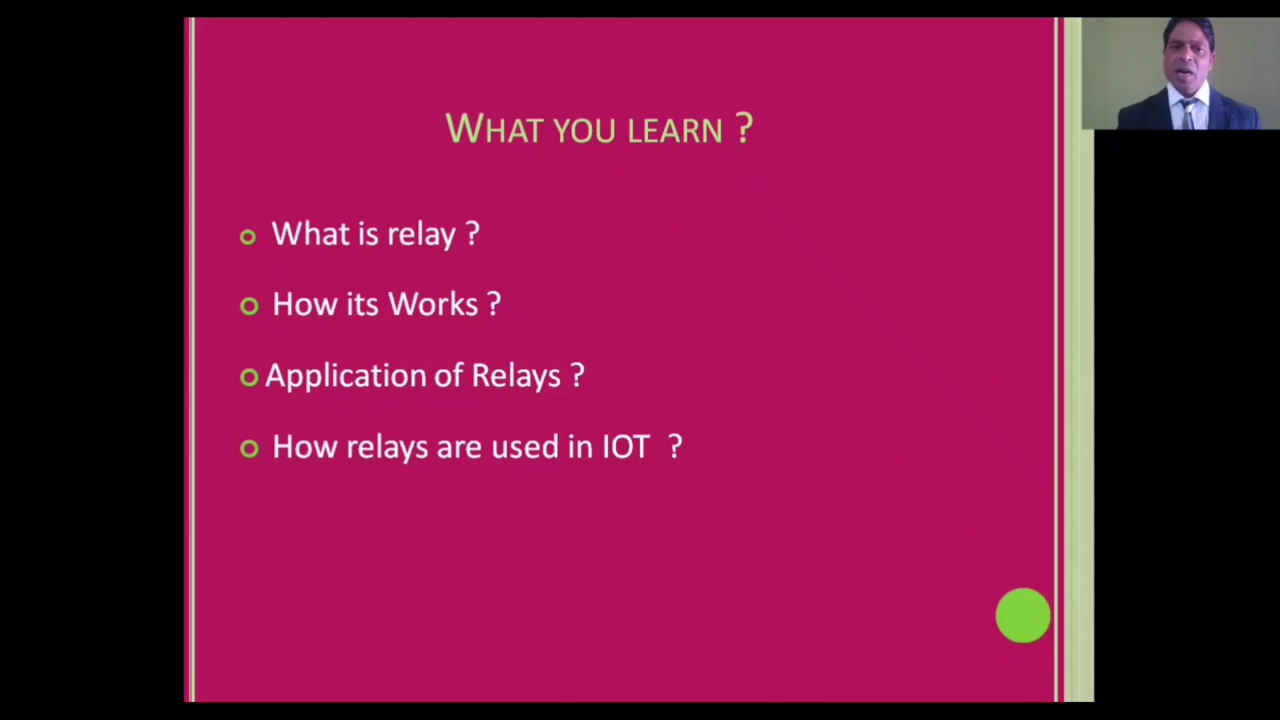 WHAT YOU LEARN ?
What is relay ?
How its Works ?
Application of Relays ?
How relays are used in IOT ?